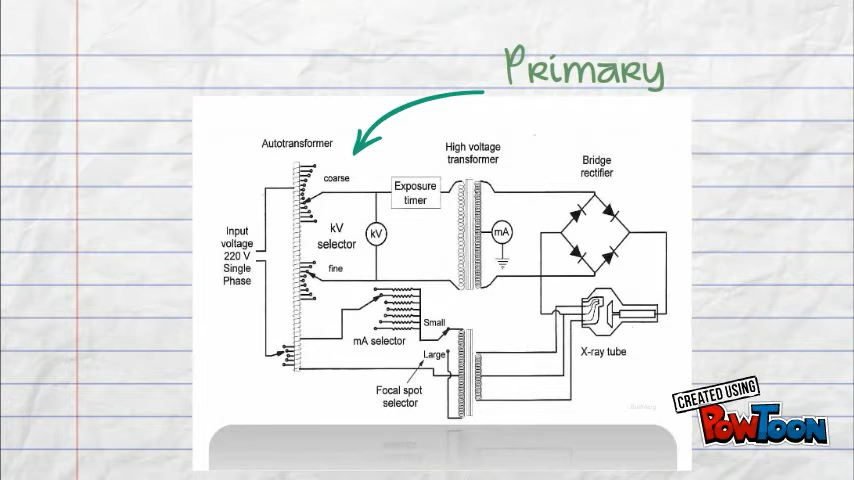 Primary
Autotransformer
High voltage
transformer
Bridge
rectifier
coarse
Exposure
timer
kV
selector
kV
mA
Input
voltage
220 V
Single
Phase
fine
mA selector
Small
Large
Focal spot
selector
X-ray tube
CREATED USING
POWTOON